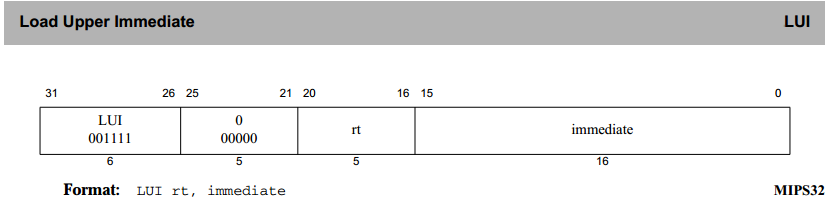 Load Upper Immediate LUI
31 26 25 21 20 16 15 0
LUI 0 rt immediate
001111 00000
6 5 5 16
Format: LUI rt, immediate MIPS32